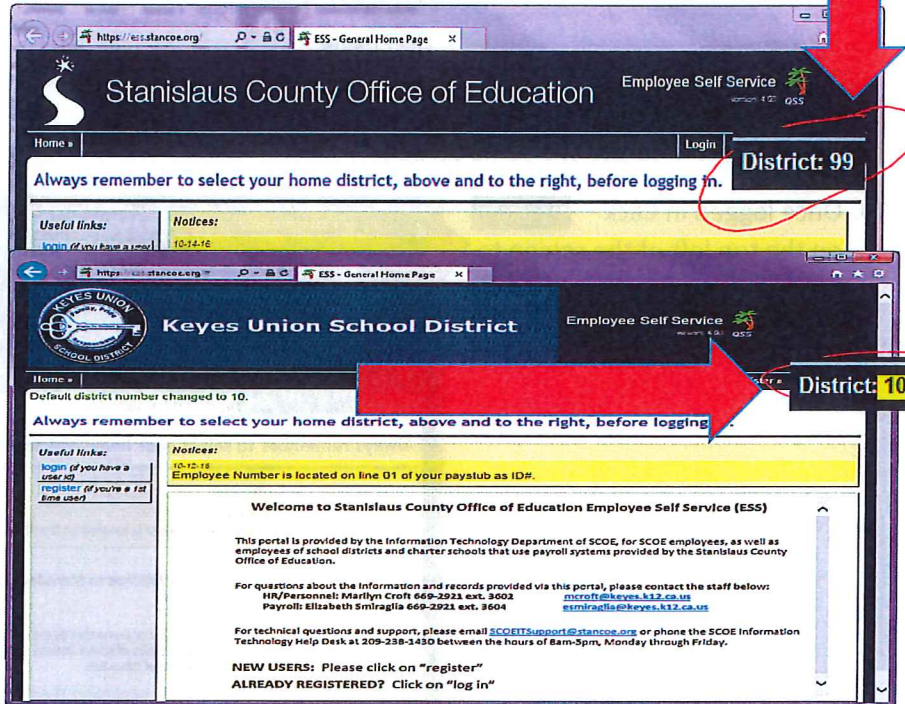 https://ess.stancoe.org/
ESS - General Home Page
Stanislaus County Office of Education
Employee Self Service
QSS
Home »
Login
District: 99
Always remember to select your home district, above and to the right, before logging in.
Useful links:
Notices:
login (if you have a user
10-14-16
ESS - General Home Page
KEYES UNION
SCHOOL DISTRICT
Keyes Union School District
Employee Self Service
QSS
Home »
District: 10
Default district number changed to 10.
Always remember to select your home district, above and to the right, before logging
Useful links:
Notices:
login (if you have a
user id)
10-12-16
Employee Number is located on line 01 of your paystub as ID#.
register (if you're a 1st
time user)
Welcome to Stanislaus County Office of Education Employee Self Service (ESS)
This portal is provided by the Information Technology Department of SCOE, for SCOE employees, as well as
employees of school districts and charter schools that use payroll systems provided by the Stanislaus County
Office of Education.
For questions about the information and records provided via this portal, please contact the staff below:
HR/Personnel: Marilyn Croft 669-2921 ext. 3602 mcroft@keyes.k12.ca.us
Payroll: Elizabeth Smiraglia 669-2921 ext. 3604 esmiraglia@keyes.k12.ca.us
For technical questions and support, please email SCOEITSupport@stancoe.org or phone the SCOE Information
Technology Help Desk at 209-238-1430 between the hours of 8am-5pm, Monday through Friday.
NEW USERS: Please click on "register"
ALREADY REGISTERED? Click on "log in"